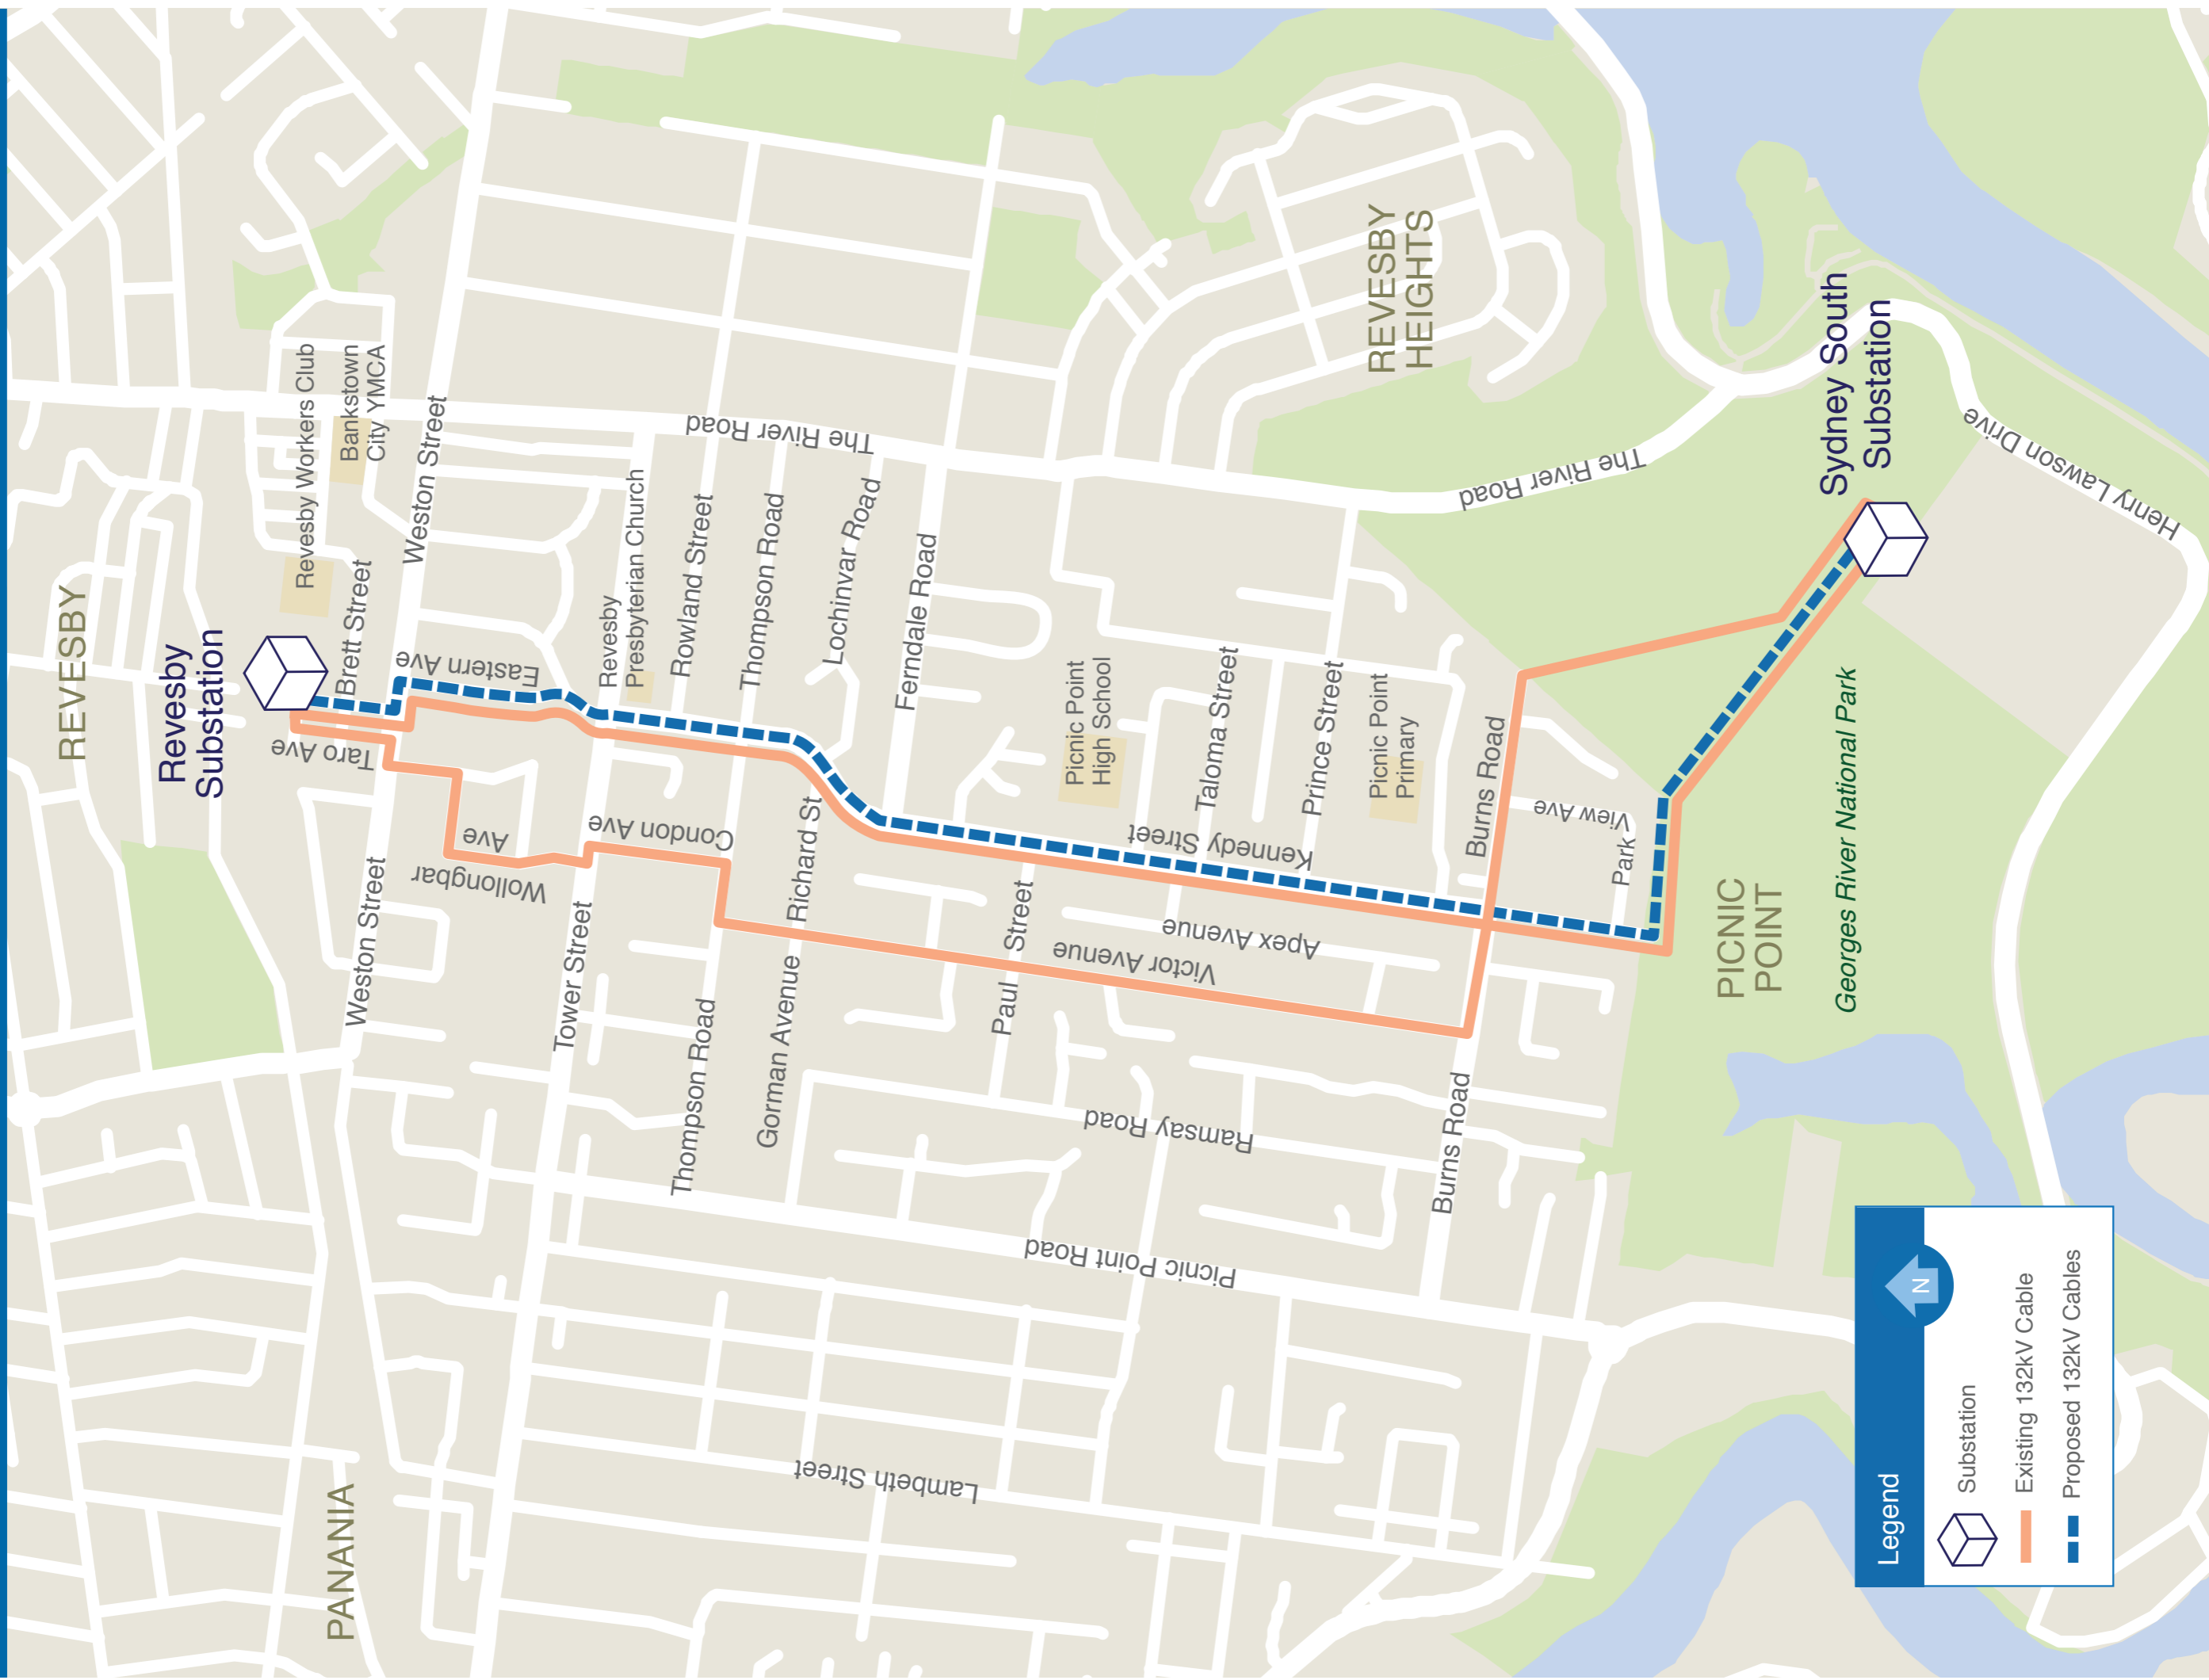 REVESBY
Revesby
Substation
Revesby Workers Club
Bankstown
City YMCA
Brett Street
Weston Street
Taro Ave
Eastern Ave
Revesby
Presbyterian Church
Rowland Street
Thompson Road
The River Road
Lochinvar Road
Ferndale Road
Weston Street
Wollongbar
Ave
Condon Ave
Tower Street
Richard St
Thompson Road
Gorman Avenue
Paul
Street
Picnic Point
High School
Taloma Street
Prince Street
Picnic Point
Primary
Kennedy Street
Apex Avenue
Victor Avenue
Ramsay Road
Burns Road
Burns Road
View Ave
Park
REVESBY
HEIGHTS
The River Road
Sydney South
Substation
Henry Lawson Drive
Georges River National Park
PICNIC
POINT
Picnic Point Road
Lambeth Street
PANANIA
Legend
N
Substation
Existing 132kV Cable
Proposed 132kV Cables